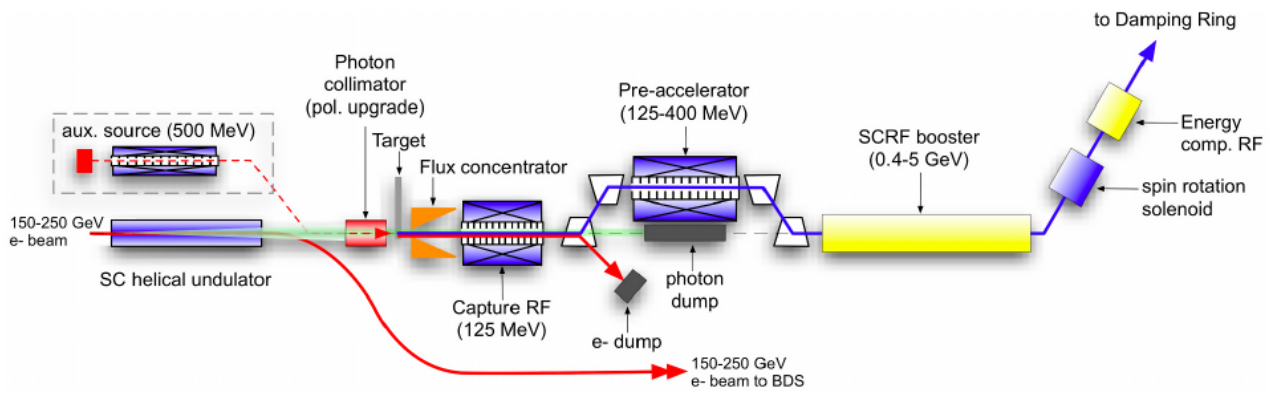 to Damping Ring
Photon
collimator
(pol. upgrade)
Pre-accelerator
(125-400 MeV)
aux. source (500 MeV)
Target
SCRF booster
(0.4-5 GeV)
Energy
comp. RF
Flux concentrator
spin rotation
solenoid
150-250 GeV
e- beam
SC helical undulator
photon
dump
Capture RF
(125 MeV)
e- dump
150-250 GeV
e- beam to BDS